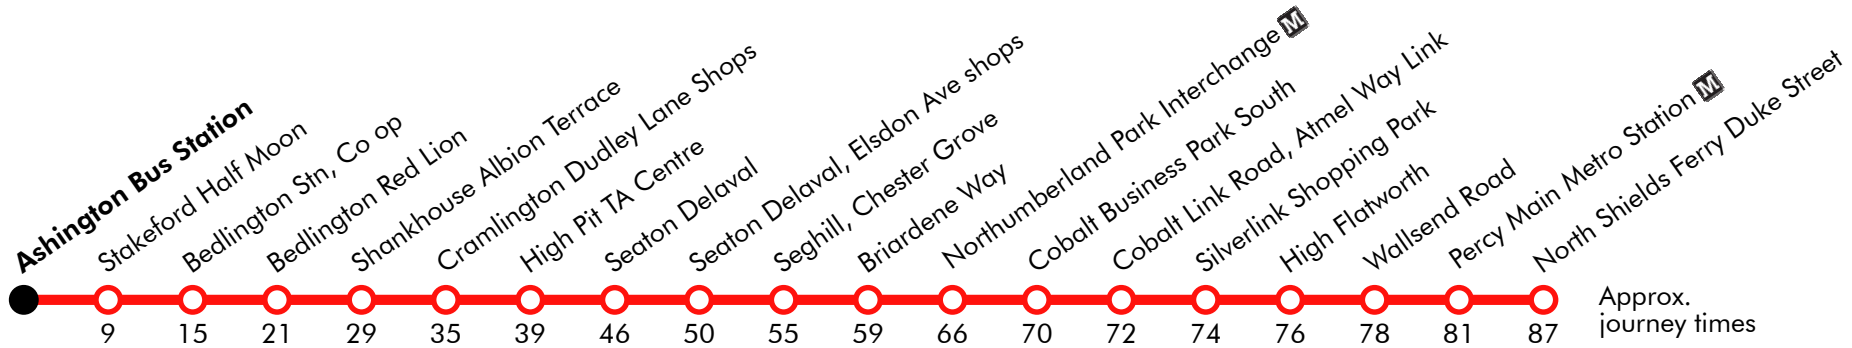 Ashington Bus Station
Stakeford Half Moon
Bedlington Stn, Co op
Bedlington Red Lion
Shankhouse Albion Terrace
Cramlington Dudley Lane Shops
High Pit TA Centre
Seaton Delaval
Seaton Delaval, Elsdon Ave shops
Seghill, Chester Grove
Briardene Way
Northumberland Park Interchange M
Cobalt Business Park South
Cobalt Link Road, Atmel Way Link
Silverlink Shopping Park
High Flatworth
Wallsend Road
Percy Main Metro Station M
North Shields Ferry Duke Street
9 15 21 29 35 39 46 50 55 59 66 70 72 74 76 78 81 87
Approx.
journey times